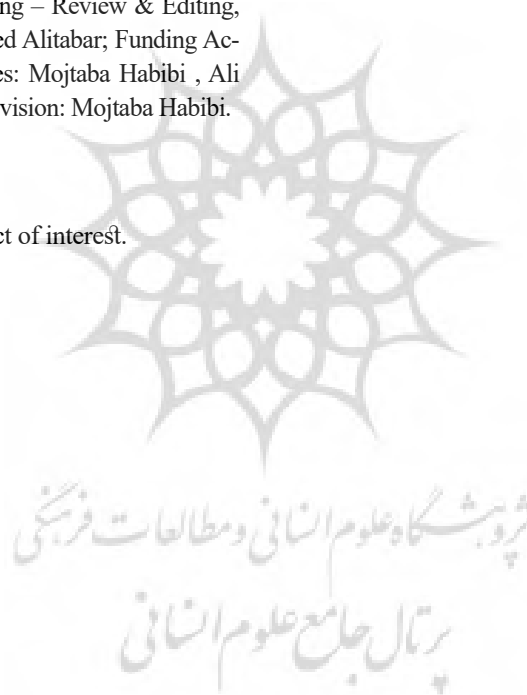 ng – Review & Editing,
ed Alitabar; Funding Ac-
es: Mojtaba Habibi , Ali
vision: Mojtaba Habibi.
ct of interest.
پژوهشگاه علوم انسانی و مطالعات فرهنگی
پرتال جامع علوم انسانی